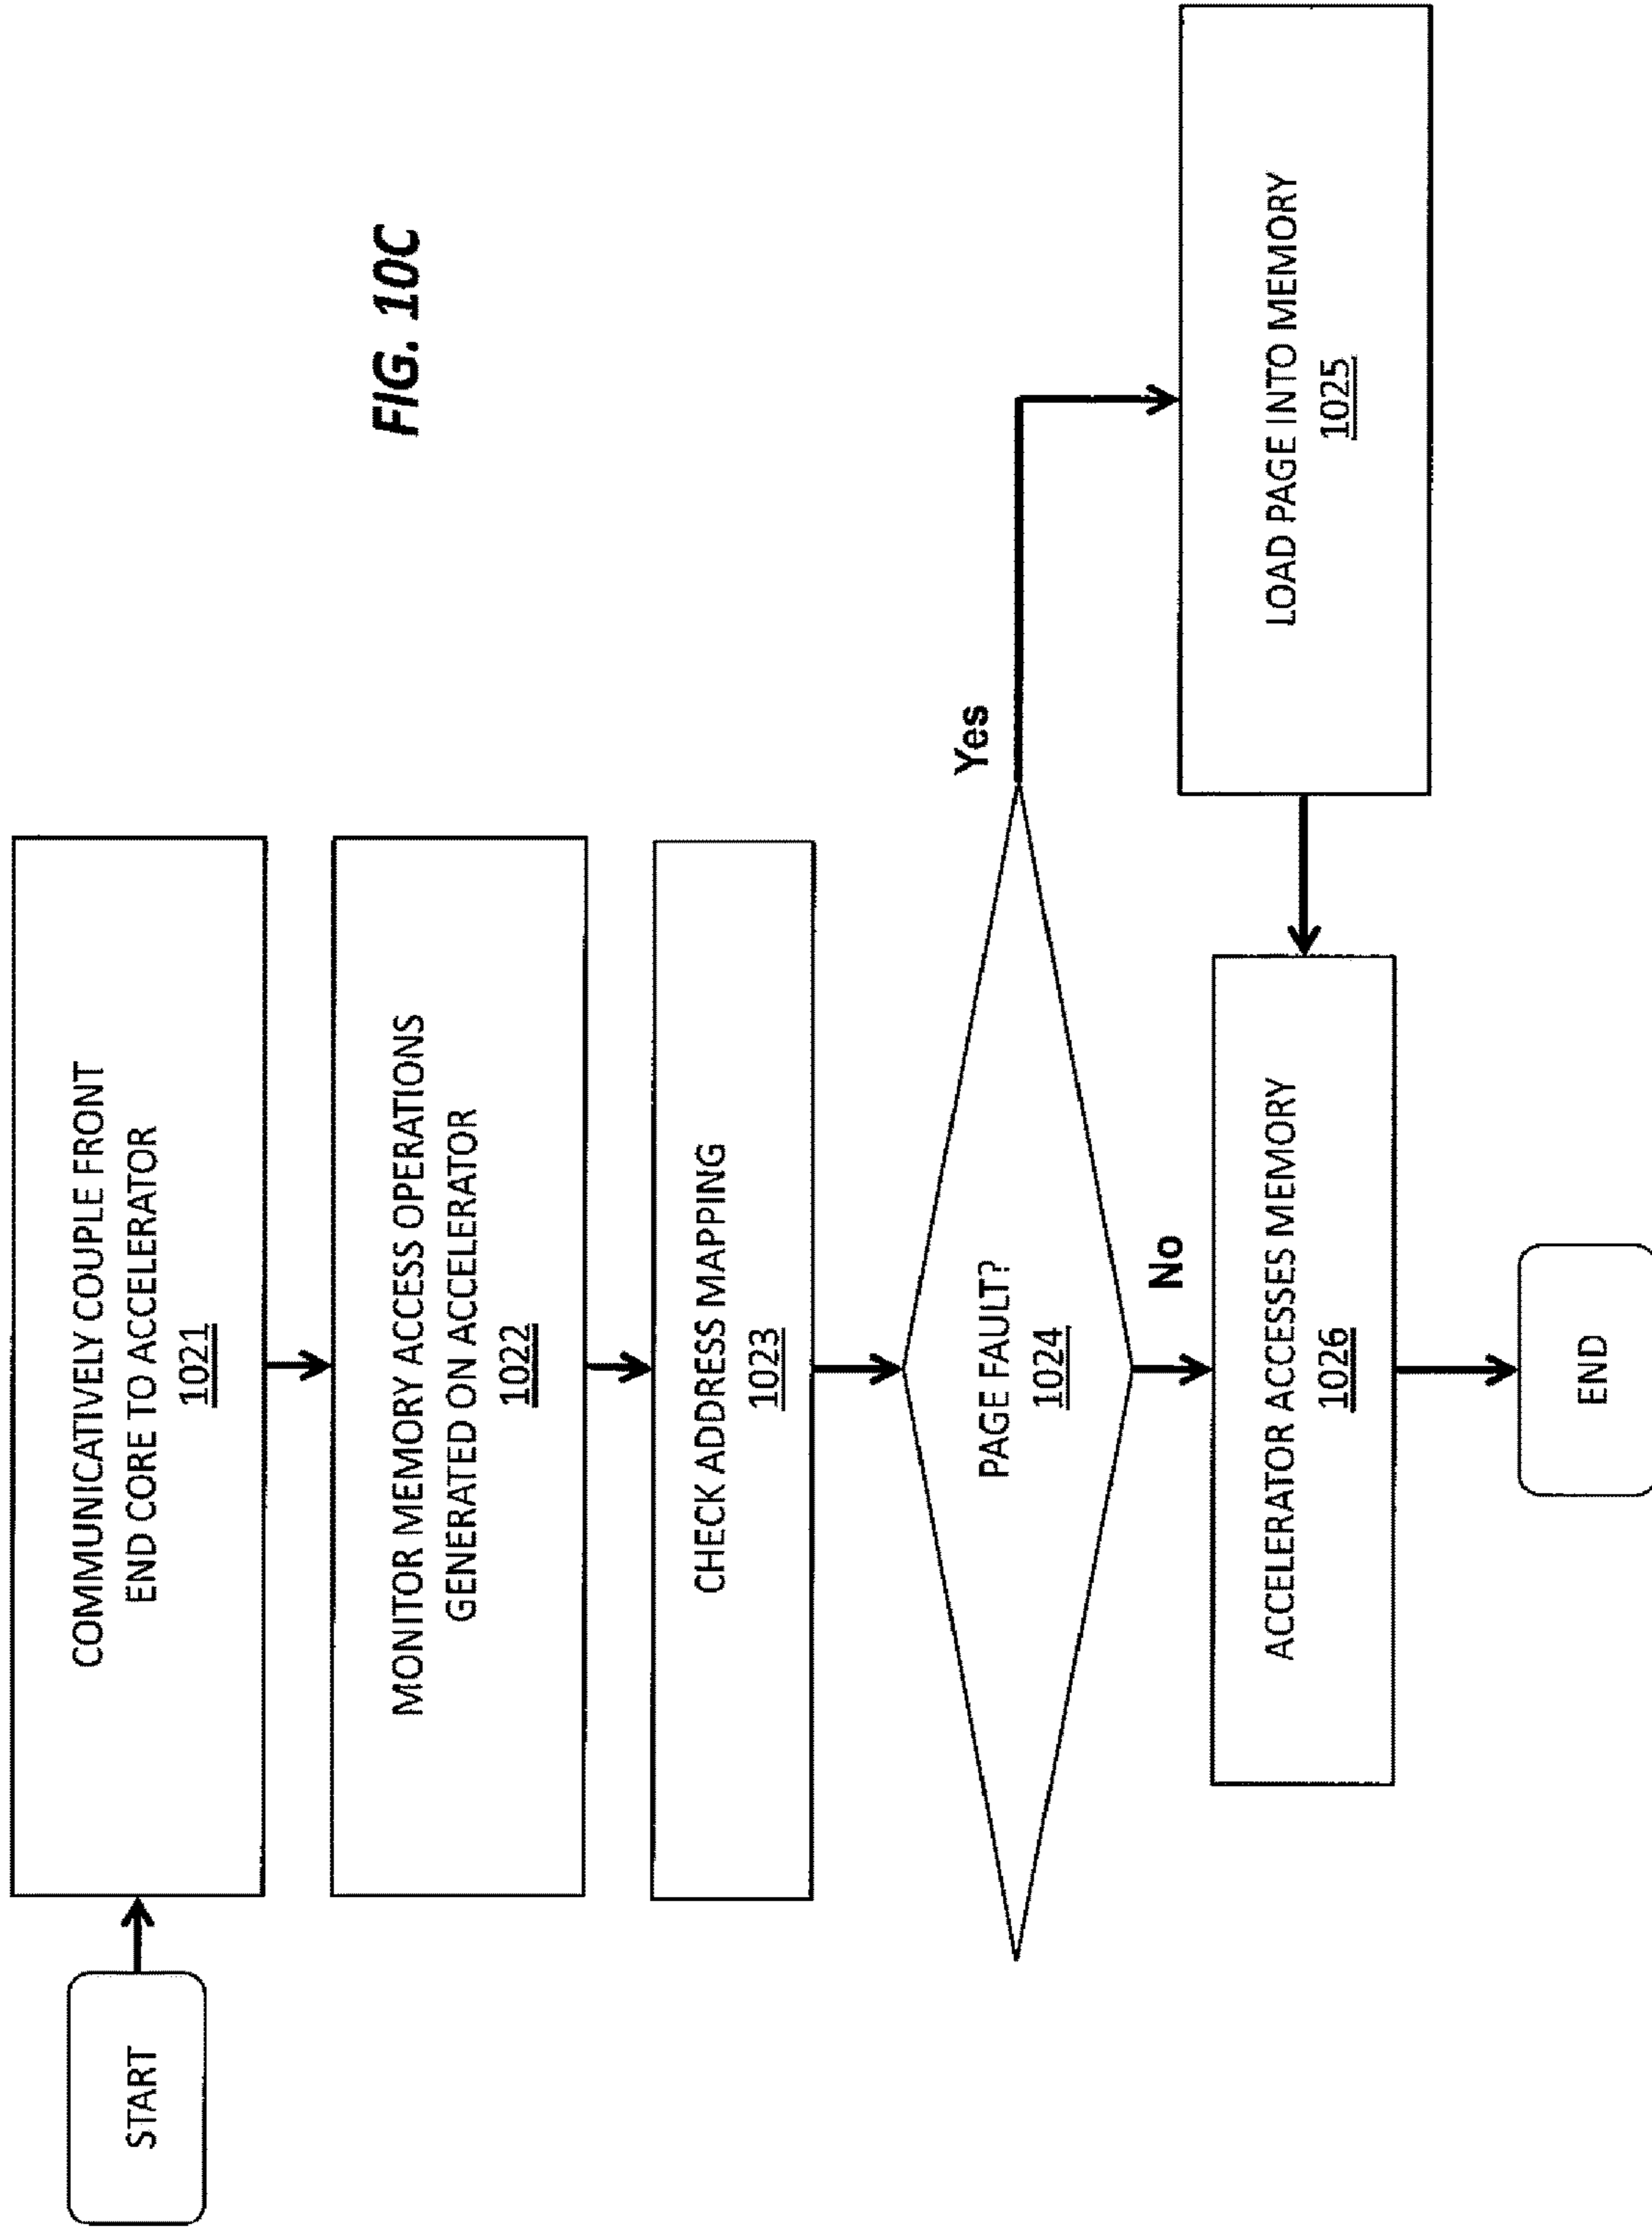 START
COMMUNICATIVELY COUPLE FRONT
END CORE TO ACCELERATOR
1021
MONITOR MEMORY ACCESS OPERATIONS
GENERATED ON ACCELERATOR
1022
CHECK ADDRESS MAPPING
1023
PAGE FAULT?
1024
Yes
No
LOAD PAGE INTO MEMORY
1025
ACCELERATOR ACCESSES MEMORY
1026
END
FIG. 10C